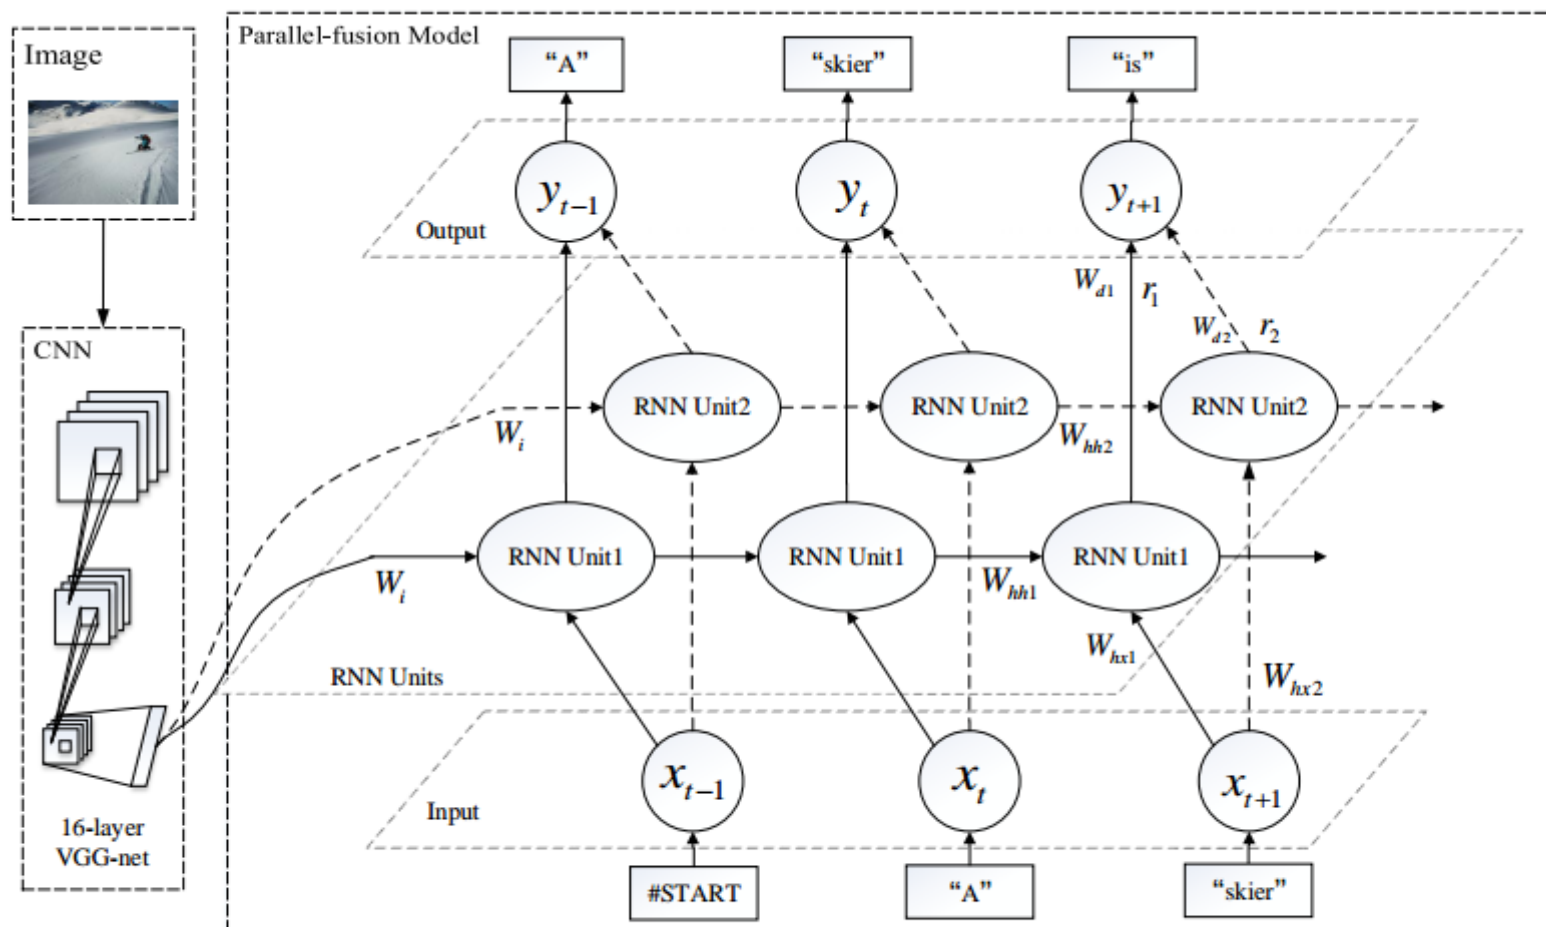 Parallel-fusion Model
Image
“A”
“skier”
“is”
y_{t-1}
y_t
y_{t+1}
Output
W_{d1}
r_1
CNN
W_{d2}
r_2
RNN Unit2
RNN Unit2
RNN Unit2
W_i
W_{hh2}
RNN Unit1
RNN Unit1
RNN Unit1
W_i
W_{hh1}
W_{hx1}
RNN Units
W_{hx2}
x_{t-1}
x_t
x_{t+1}
Input
16-layer
VGG-net
#START
“A”
“skier”